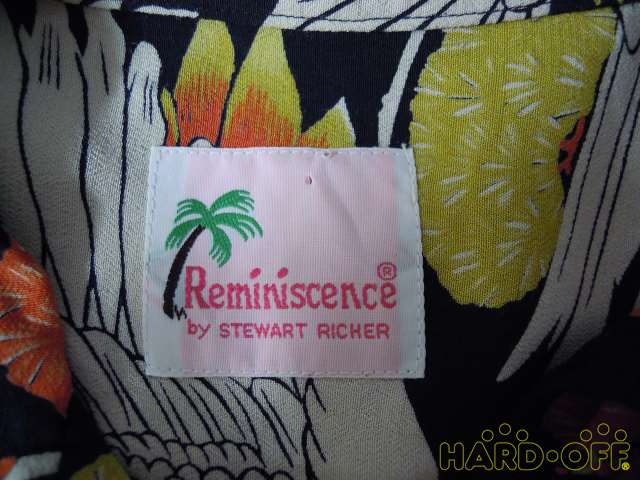 Reminiscence®
by STEWART RICHER
HARD·OFF